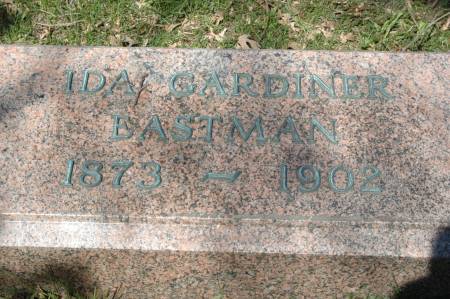 IDA GARDINER
EASTMAN
1873 ~ 1902